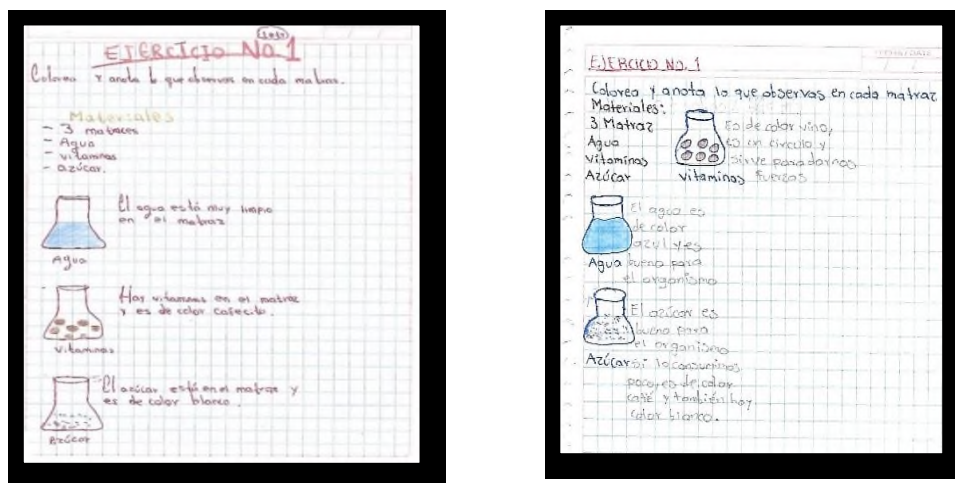 EJERCICIO NO. 1
Colorea y anota lo que observas en cada matraz.
Materiales
- 3 matraces
- Agua
- vitaminas
- azúcar.
El agua está muy limpia
en el matraz
Agua
Hay vitaminas en el matraz
y es de color cafecito.
Vitaminas
El azúcar está en el matraz y
es de color blanco.
Azúcar
EJERCICIO NO. 1
Colorea y anota lo que observas en cada matraz
Materiales:
3 Matraz
Agua
Vitaminas
Azúcar
Es de color vino,
es en circulo y
sirve para darnos
fuerzas
Vitaminas
El agua es
de color
azul y es
bueno para
el organismo
Agua
El azúcar es
bueno para
el organismo
si lo consumimos
poco, es de color
café y también hay
color blanco.
Azúcar